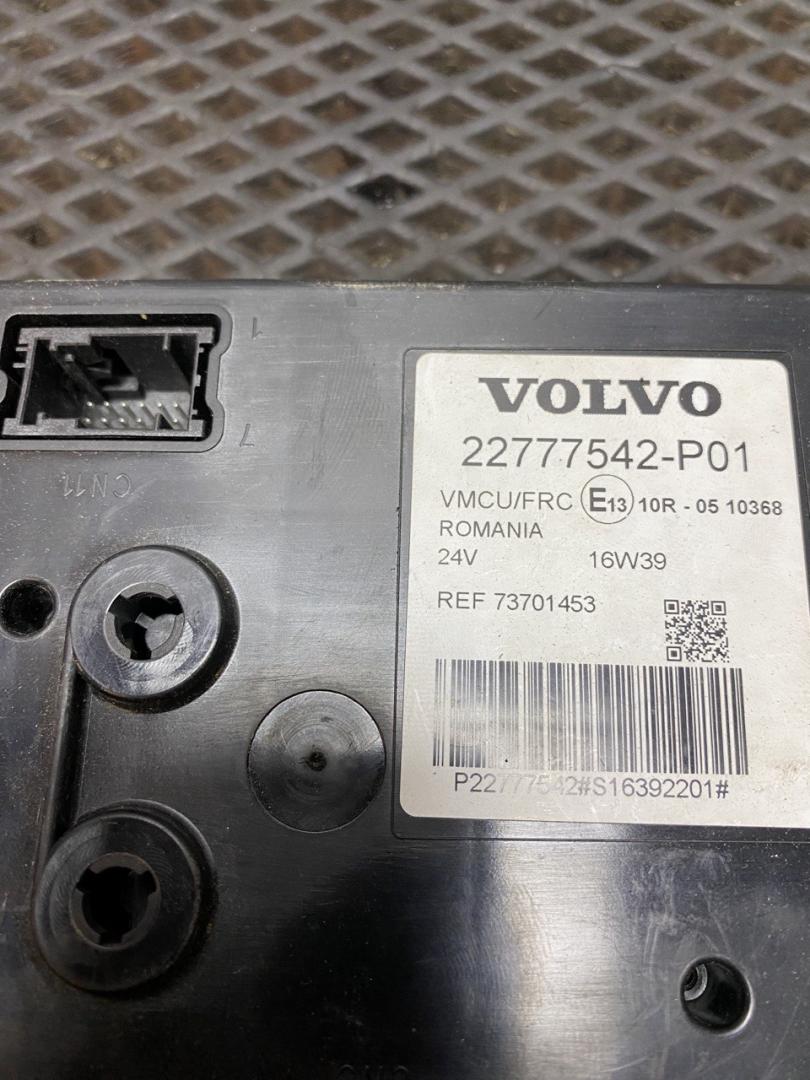 1
7
CN11
VOLVO
22777542-P01
VMCU/FRC E13 10R - 05 10368
ROMANIA
24V 16W39
REF 73701453
P22777542#S16392201#